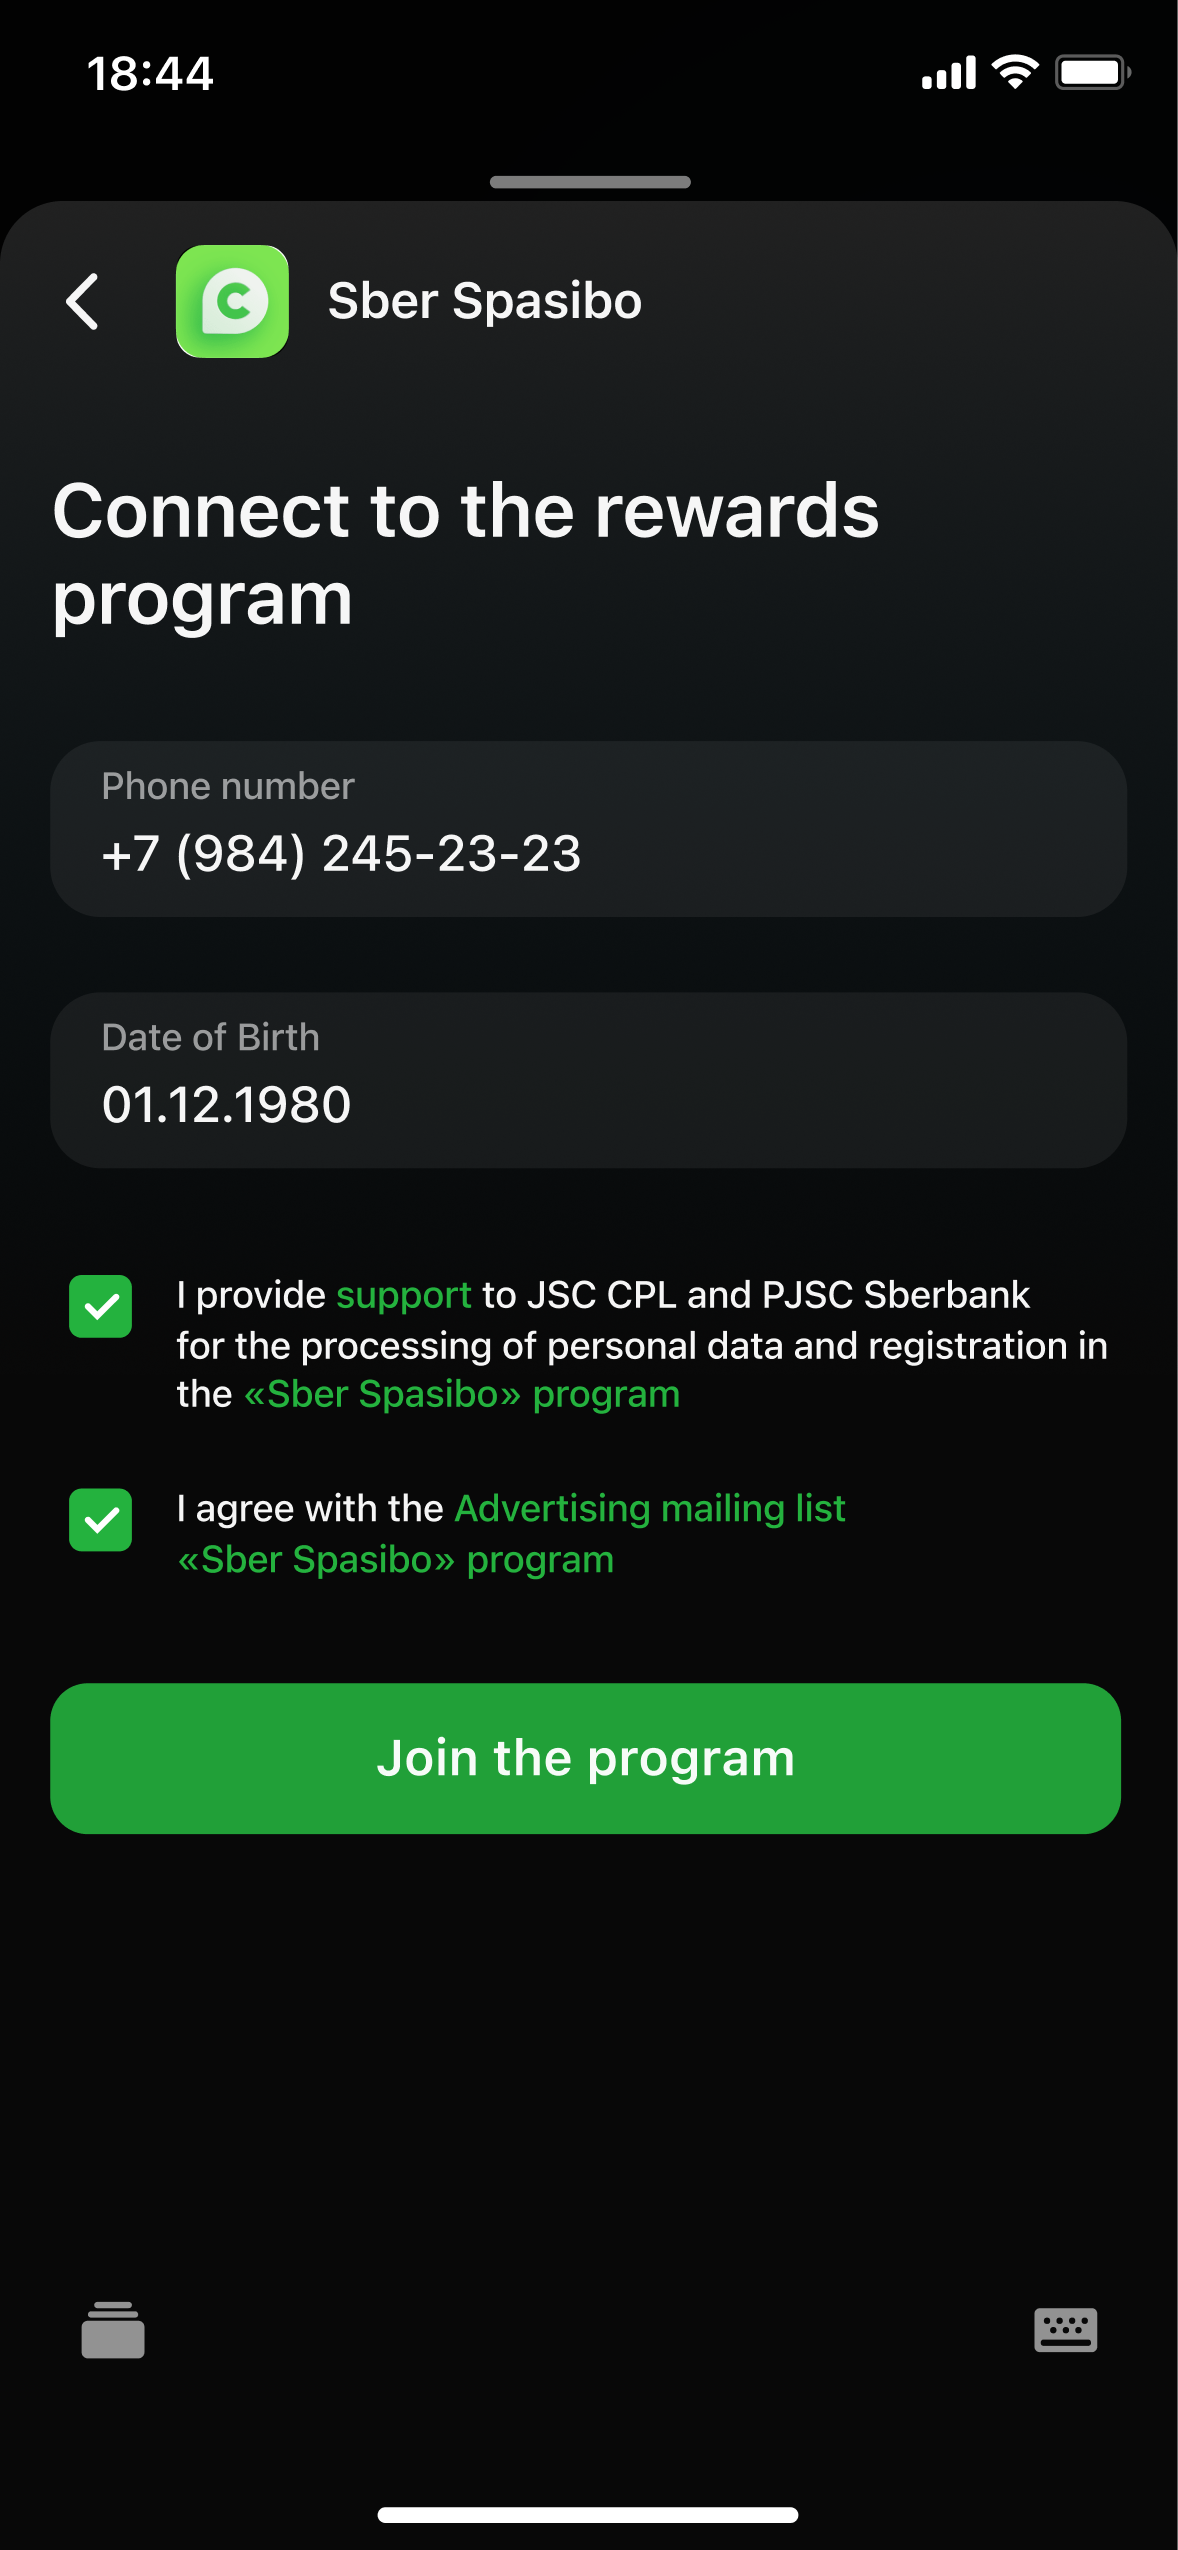 18:44
Sber Spasibo
Connect to the rewards
program
Phone number
+7 (984) 245-23-23
Date of Birth
01.12.1980
I provide support to JSC CPL and PJSC Sberbank
for the processing of personal data and registration in
the «Sber Spasibo» program
I agree with the Advertising mailing list
«Sber Spasibo» program
Join the program